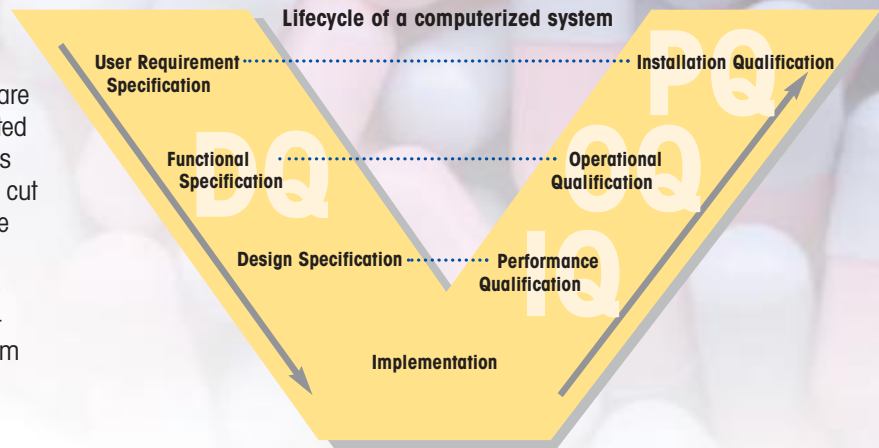 Lifecycle of a computerized system
are
ted
s
cut
e
-
m
User Requirement
Specification
Installation Qualification
PQ
DQ
Functional
Specification
Operational
Qualification
OQ
Design Specification
Performance
Qualification
IQ
Implementation